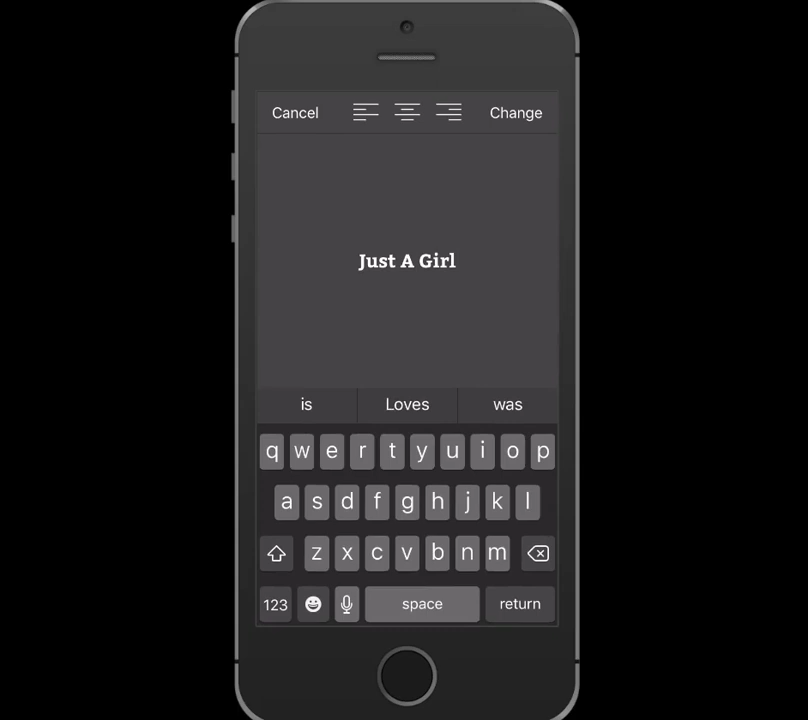 Cancel Change
Just A Girl
is Loves was
q w e r t y u i o p
a s d f g h j k l
z x c v b n m
123 space return